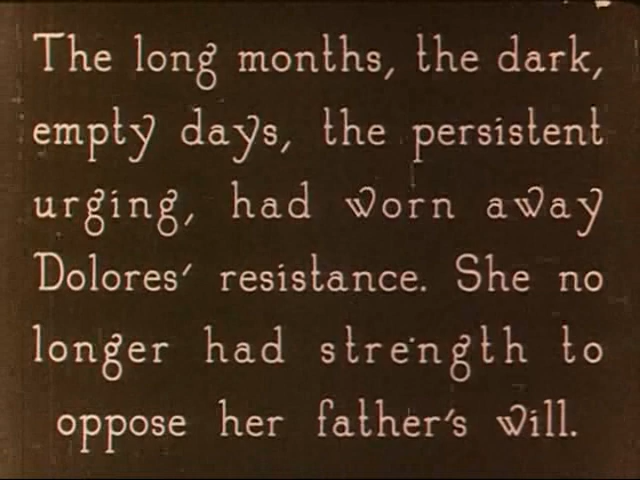 The long months, the dark,
empty days, the persistent
urging, had worn away
Dolores' resistance. She no
longer had strength to
oppose her father's will.